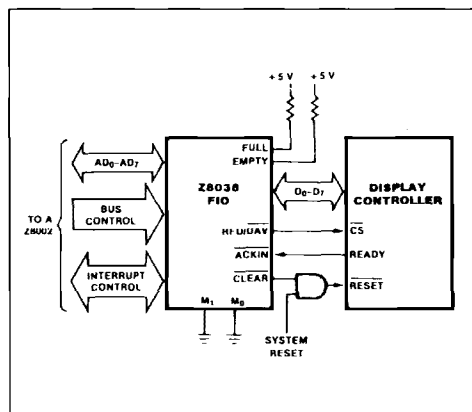 + 5 V
+ 5 V
FULL
EMPTY
AD₀–AD₇
Z8038
FIO
D₀–D₇
DISPLAY
CONTROLLER
TO A
Z8002
BUS
CONTROL
RFD/DAV
CS
ACKIN
READY
INTERRUPT
CONTROL
CLEAR
RESET
M₁
M₀
SYSTEM
RESET